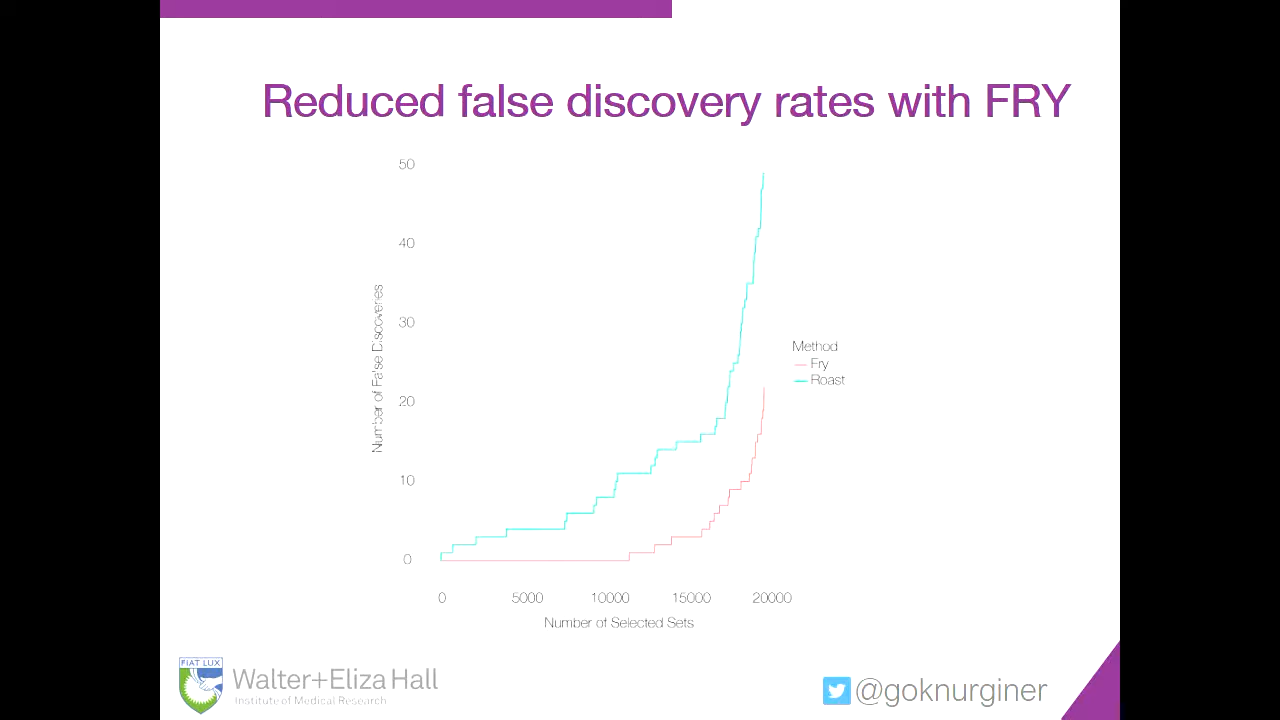 Reduced false discovery rates with FRY
50
40
30
20
10
0
Number of False Discoveries
0 5000 10000 15000 20000
Number of Selected Sets
Method
Fry
Roast
FIAT LUX
Walter+Eliza Hall
Institute of Medical Research
@goknurginer